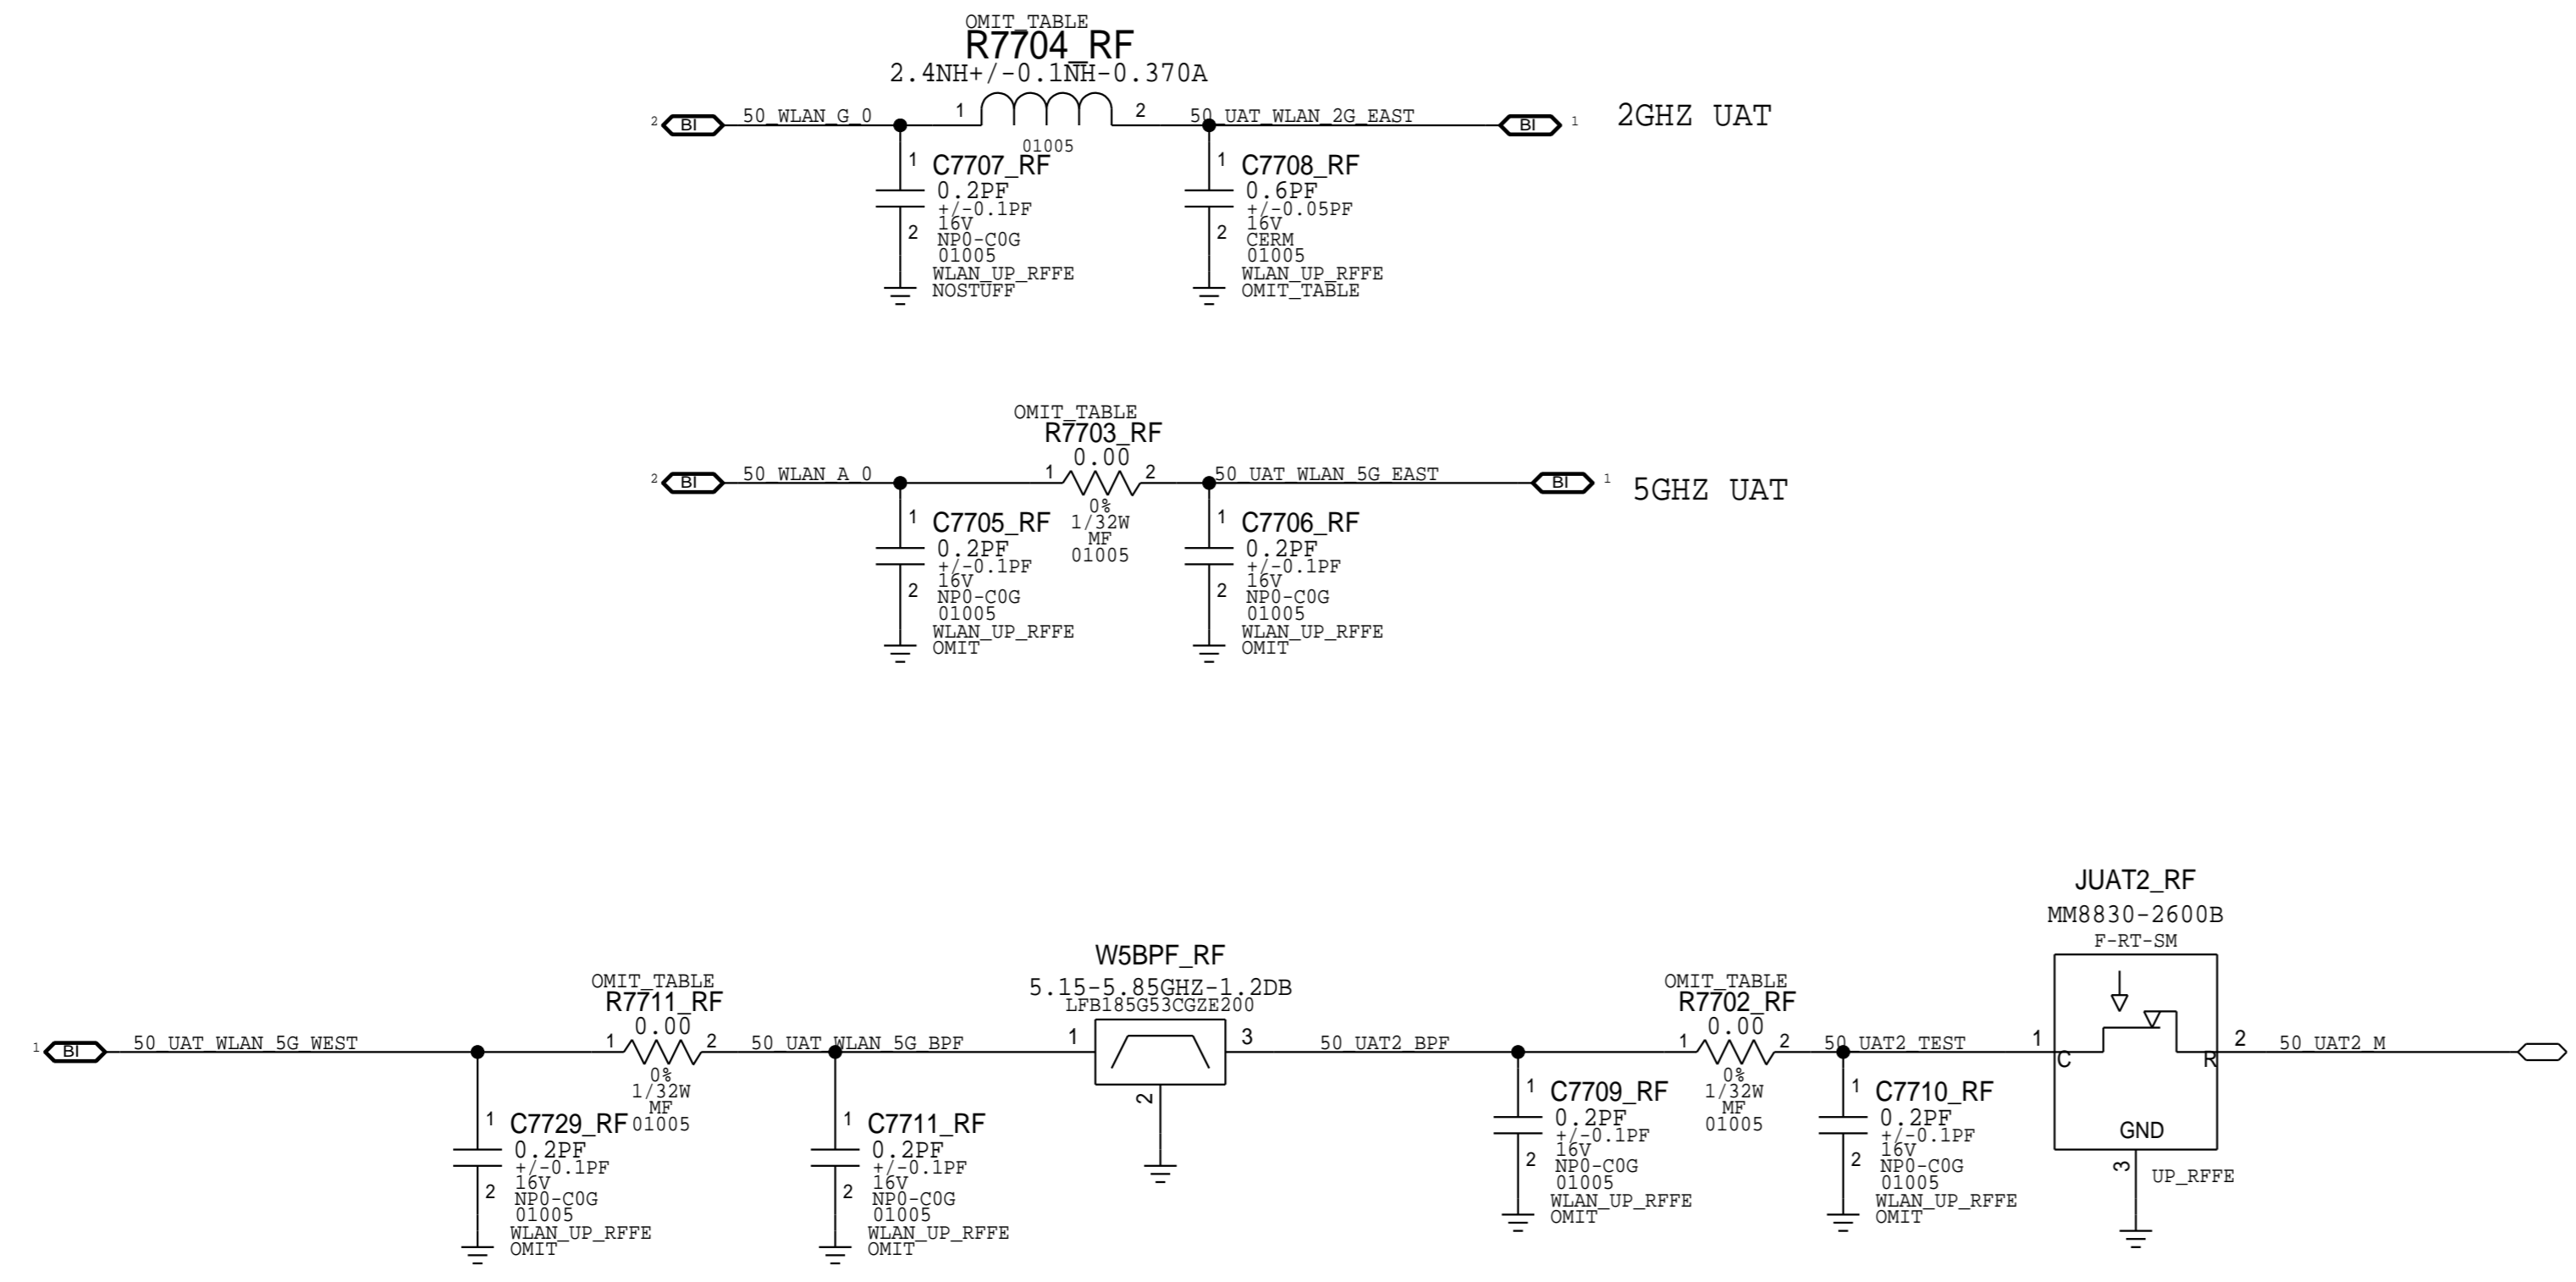 OMIT_TABLE
R7704_RF
2.4NH+/-0.1NH-0.370A
2
BI
50_WLAN_G_0
1
2
50_UAT_WLAN_2G_EAST
BI
1
2GHZ UAT
01005
1
C7707_RF
0.2PF
+/-0.1PF
16V
2
NP0-C0G
01005
WLAN_UP_RFFE
NOSTUFF
1
C7708_RF
0.6PF
+/-0.05PF
16V
2
CERM
01005
WLAN_UP_RFFE
OMIT_TABLE
OMIT_TABLE
R7703_RF
0.00
2
BI
50_WLAN_A_0
1
2
50_UAT_WLAN_5G_EAST
BI
1
5GHZ UAT
0%
1/32W
MF
01005
1
C7705_RF
0.2PF
+/-0.1PF
16V
2
NP0-C0G
01005
WLAN_UP_RFFE
OMIT
1
C7706_RF
0.2PF
+/-0.1PF
16V
2
NP0-C0G
01005
WLAN_UP_RFFE
OMIT
1
BI
50_UAT_WLAN_5G_WEST
OMIT_TABLE
R7711_RF
0.00
1
2
0%
1/32W
MF
01005
50_UAT_WLAN_5G_BPF
1
C7729_RF
0.2PF
+/-0.1PF
16V
2
NP0-C0G
01005
WLAN_UP_RFFE
OMIT
1
C7711_RF
0.2PF
+/-0.1PF
16V
2
NP0-C0G
01005
WLAN_UP_RFFE
OMIT
W5BPF_RF
5.15-5.85GHZ-1.2DB
LFB185G53CGZE200
1
3
2
50_UAT2_BPF
OMIT_TABLE
R7702_RF
0.00
1
2
0%
1/32W
MF
01005
50_UAT2_TEST
1
C7709_RF
0.2PF
+/-0.1PF
16V
2
NP0-C0G
01005
WLAN_UP_RFFE
OMIT
1
C7710_RF
0.2PF
+/-0.1PF
16V
2
NP0-C0G
01005
WLAN_UP_RFFE
OMIT
JUAT2_RF
MM8830-2600B
F-RT-SM
1
C
R
2
50_UAT2_M
GND
3
UP_RFFE